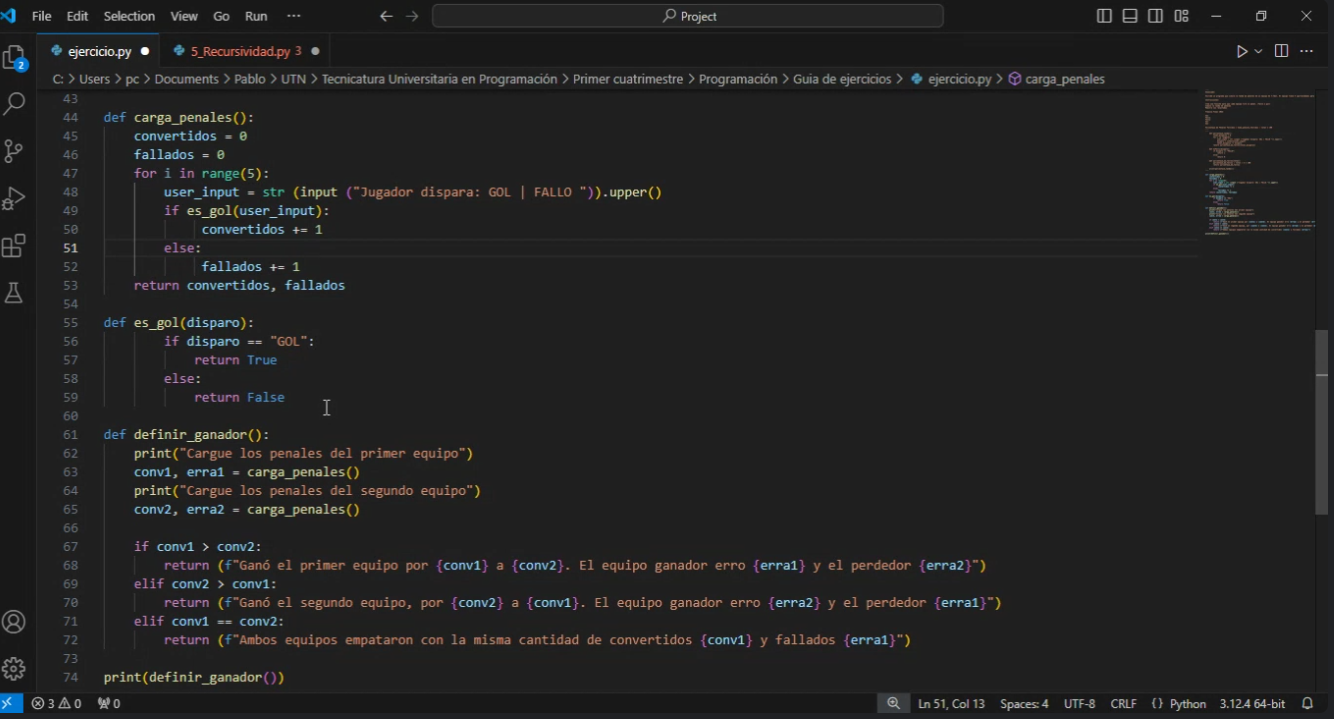 File Edit Selection View Go Run ··· Project
ejercicio.py 5_Recursividad.py 3
C: > Users > pc > Documents > Pablo > UTN > Tecnicatura Universitaria en Programación > Primer cuatrimestre > Programación > Guia de ejercicios > ejercicio.py > carga_penales
2
43
44 def carga_penales():
45 convertidos = 0
46 fallados = 0
47 for i in range(5):
48 user_input = str (input ("Jugador dispara: GOL | FALLO ")).upper()
49 if es_gol(user_input):
50 convertidos += 1
51 else:
52 fallados += 1
53 return convertidos, fallados
54
55 def es_gol(disparo):
56 if disparo == "GOL":
57 return True
58 else:
59 return False
60
61 def definir_ganador():
62 print("Cargue los penales del primer equipo")
63 conv1, erra1 = carga_penales()
64 print("Cargue los penales del segundo equipo")
65 conv2, erra2 = carga_penales()
66
67 if conv1 > conv2:
68 return (f"Ganó el primer equipo por {conv1} a {conv2}. El equipo ganador erro {erra1} y el perdedor {erra2}")
69 elif conv2 > conv1:
70 return (f"Ganó el segundo equipo, por {conv2} a {conv1}. El equipo ganador erro {erra2} y el perdedor {erra1}")
71 elif conv1 == conv2:
72 return (f"Ambos equipos empataron con la misma cantidad de convertidos {conv1} y fallados {erra1}")
73
74 print(definir_ganador())
3 0 0 Ln 51, Col 13 Spaces: 4 UTF-8 CRLF {} Python 3.12.4 64-bit